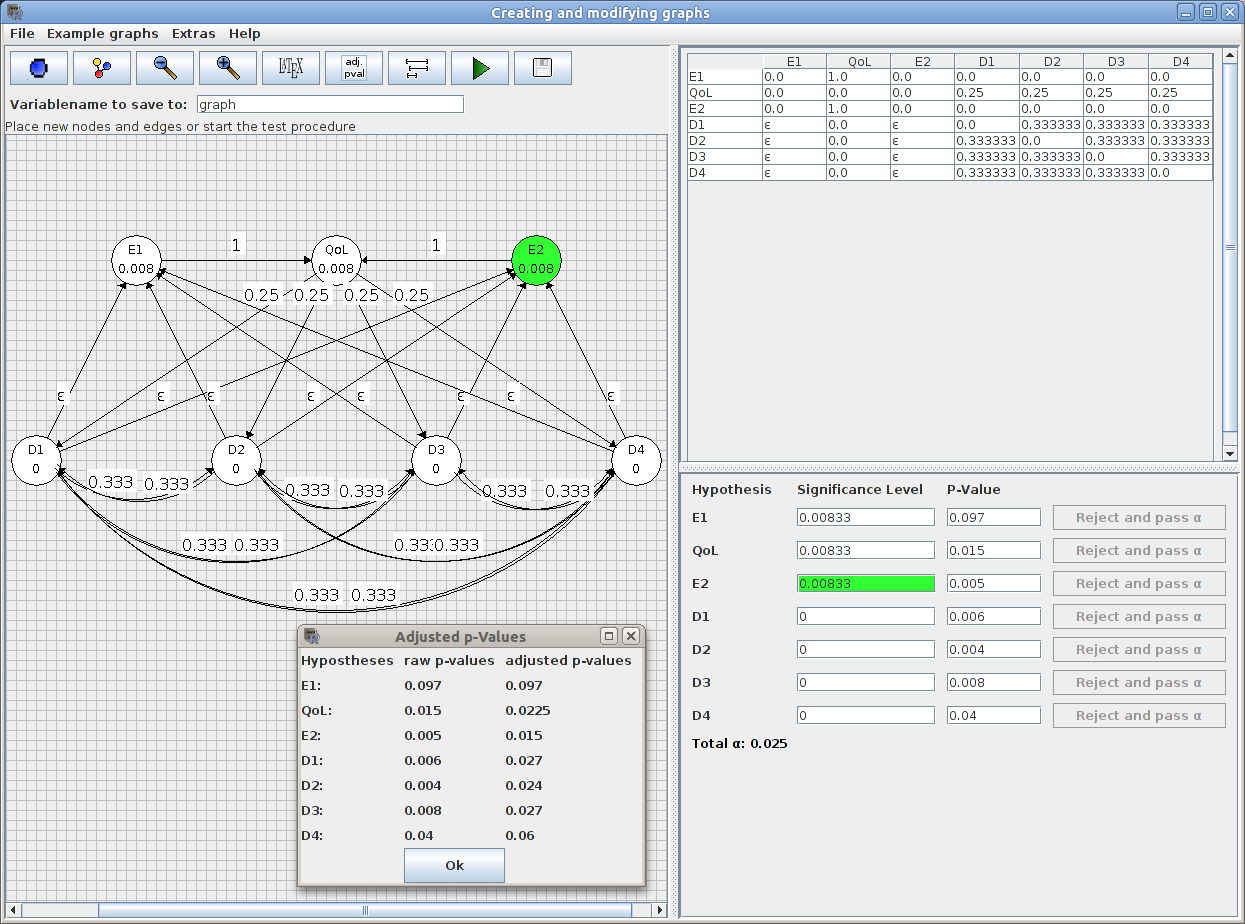 Creating and modifying graphs
File Example graphs Extras Help
LATEX
adj.
pval
Variablename to save to: graph
Place new nodes and edges or start the test procedure
E1 QoL E2 D1 D2 D3 D4
E1 0.0 1.0 0.0 0.0 0.0 0.0 0.0
QoL 0.0 0.0 0.0 0.25 0.25 0.25 0.25
E2 0.0 1.0 0.0 0.0 0.0 0.0 0.0
D1 ε 0.0 ε 0.0 0.333333 0.333333 0.333333
D2 ε 0.0 ε 0.333333 0.0 0.333333 0.333333
D3 ε 0.0 ε 0.333333 0.333333 0.0 0.333333
D4 ε 0.0 ε 0.333333 0.333333 0.333333 0.0
1 1
E1 QoL E2
0.008 0.008 0.008
0.25 0.25 0.25 0.25
ε ε ε ε ε ε ε ε
D1 D2 D3 D4
0 0 0 0
0.333 0.333 0.333 0.333 0.333 0.333
0.333 0.333 0.33 0.333
0.333 0.333
Adjusted p-Values
Hypostheses raw p-values adjusted p-values
E1: 0.097 0.097
QoL: 0.015 0.0225
E2: 0.005 0.015
D1: 0.006 0.027
D2: 0.004 0.024
D3: 0.008 0.027
D4: 0.04 0.06
Ok
Hypothesis Significance Level P-Value
E1 0.00833 0.097 Reject and pass α
QoL 0.00833 0.015 Reject and pass α
E2 0.00833 0.005 Reject and pass α
D1 0 0.006 Reject and pass α
D2 0 0.004 Reject and pass α
D3 0 0.008 Reject and pass α
D4 0 0.04 Reject and pass α
Total α: 0.025